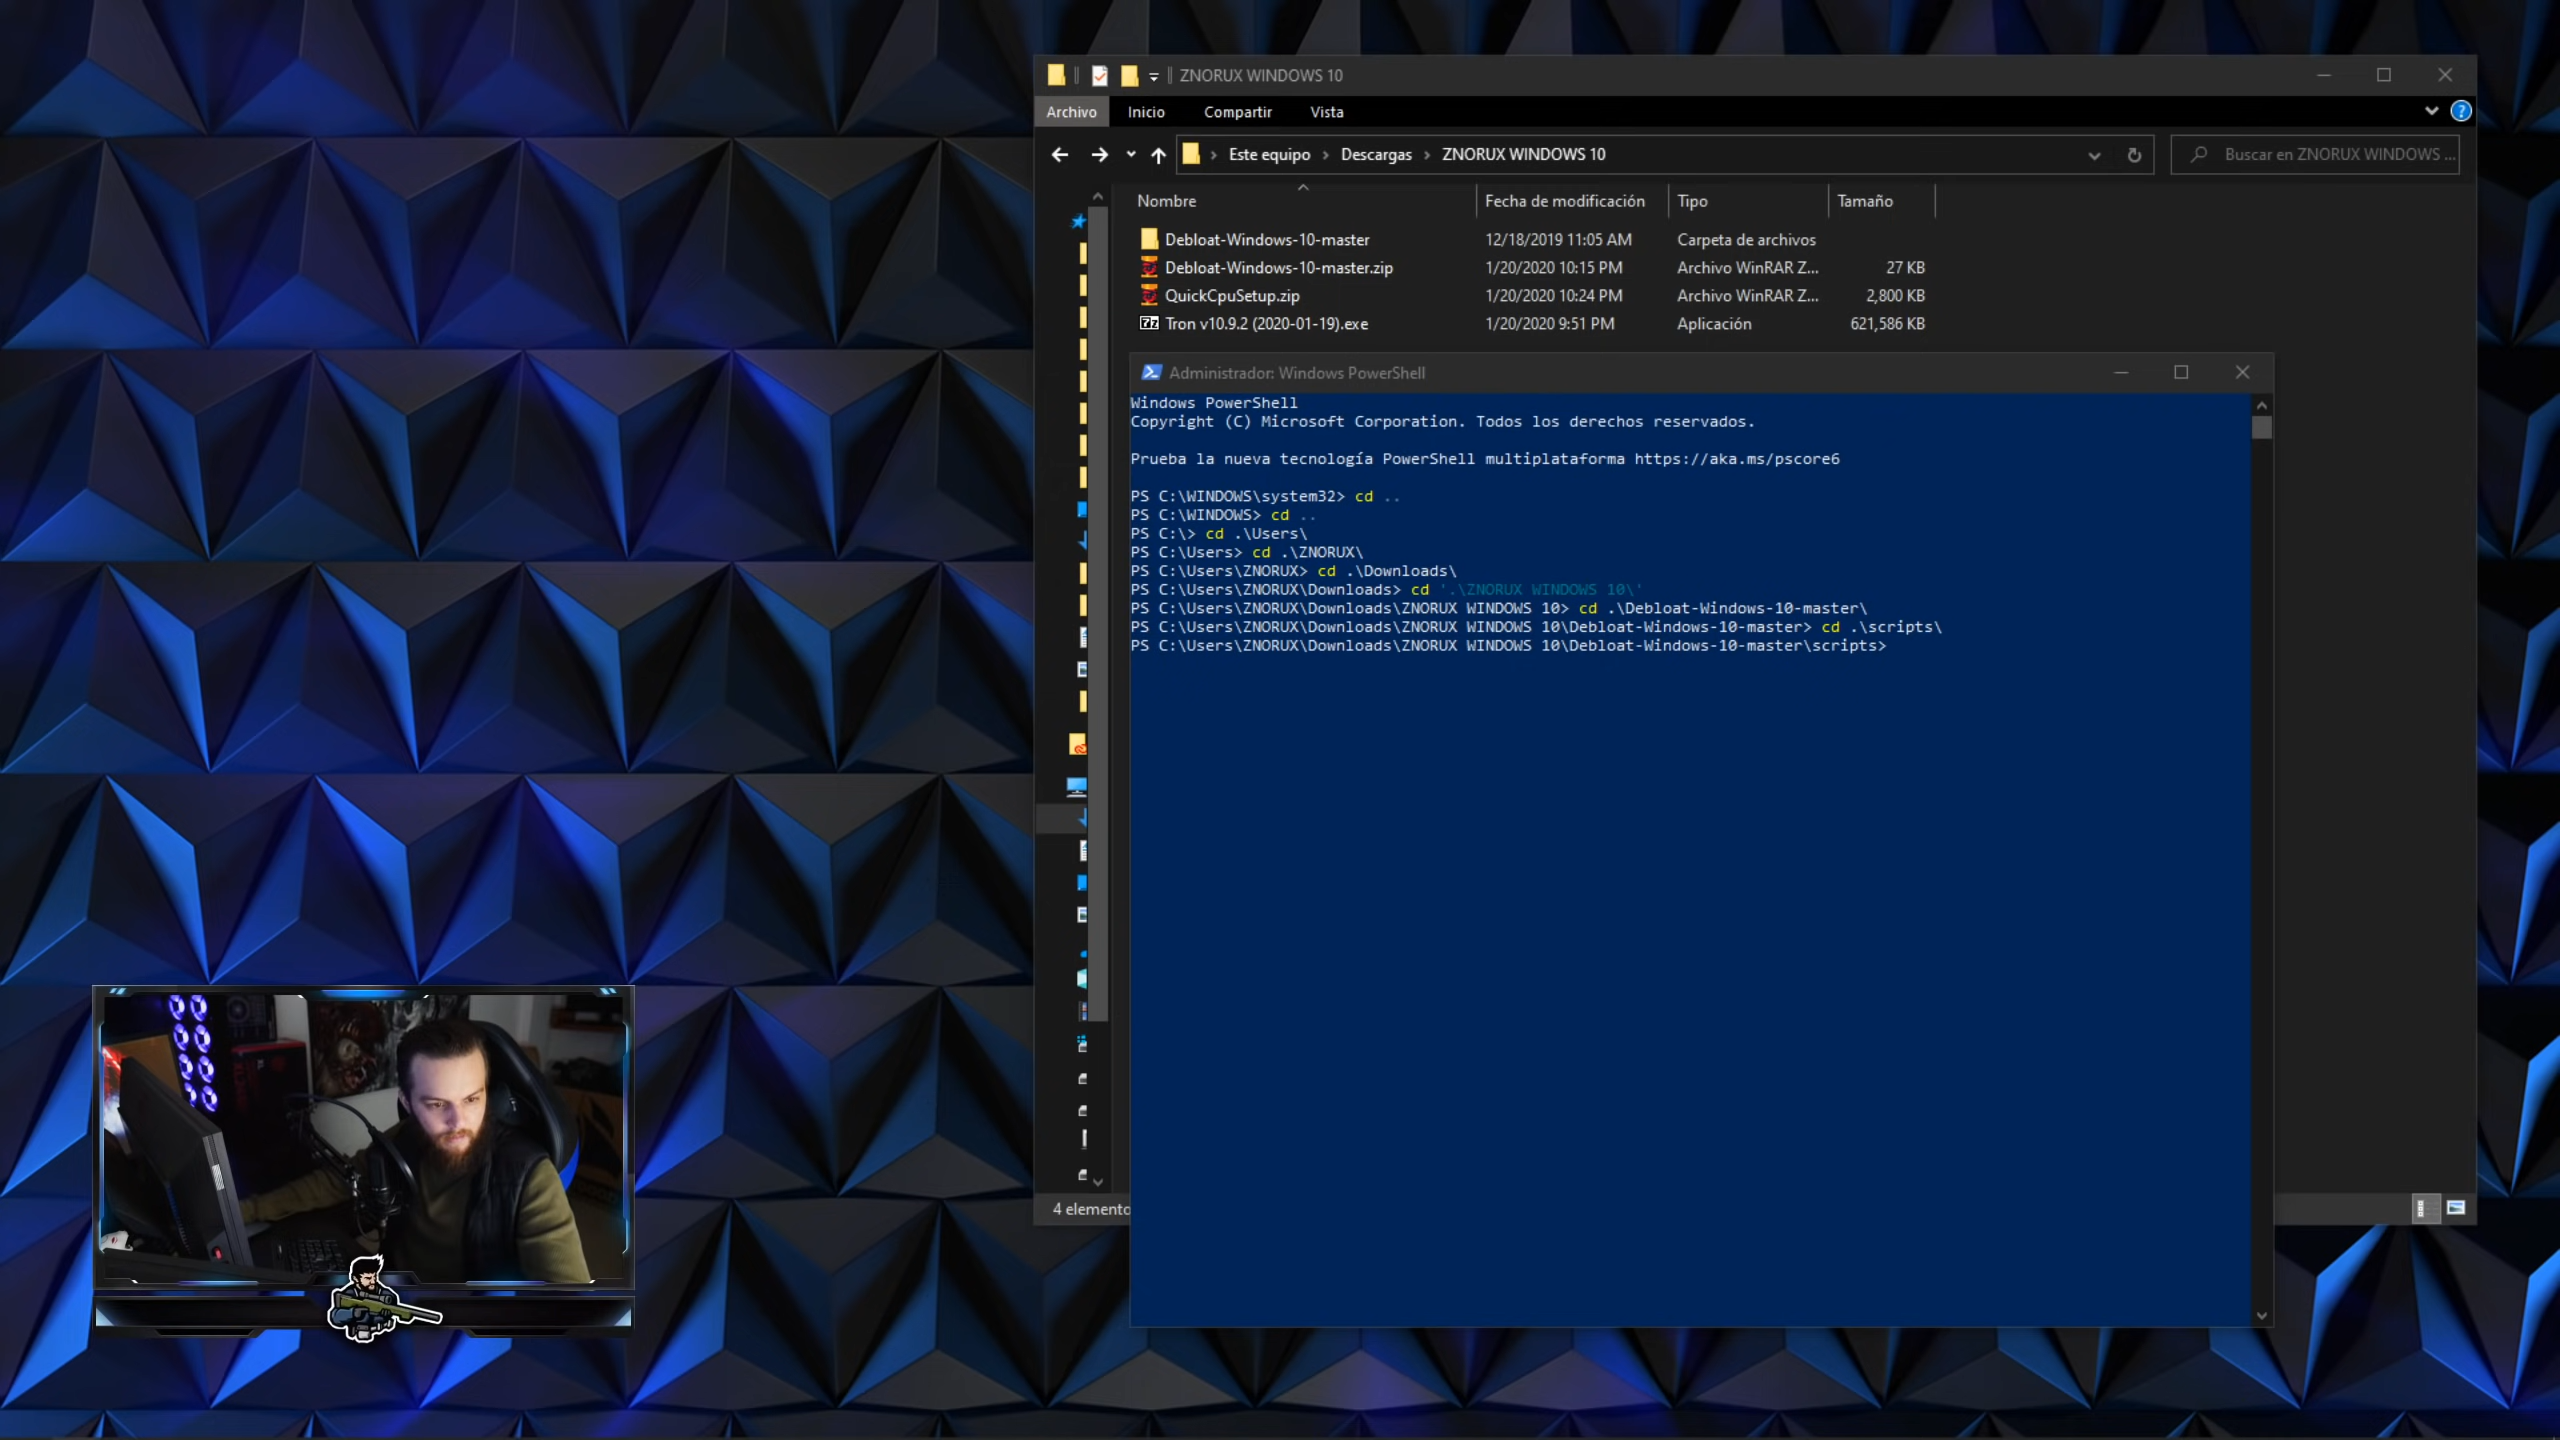 ZNORUX WINDOWS 10
Archivo Inicio Compartir Vista
Este equipo › Descargas › ZNORUX WINDOWS 10
Buscar en ZNORUX WINDOWS ...
Nombre Fecha de modificación Tipo Tamaño
Debloat-Windows-10-master 12/18/2019 11:05 AM Carpeta de archivos
Debloat-Windows-10-master.zip 1/20/2020 10:15 PM Archivo WinRAR Z... 27 KB
QuickCpuSetup.zip 1/20/2020 10:24 PM Archivo WinRAR Z... 2,800 KB
Tron v10.9.2 (2020-01-19).exe 1/20/2020 9:51 PM Aplicación 621,586 KB
Administrador: Windows PowerShell
Windows PowerShell
Copyright (C) Microsoft Corporation. Todos los derechos reservados.
Prueba la nueva tecnología PowerShell multiplataforma https://aka.ms/pscore6
PS C:\WINDOWS\system32> cd ..
PS C:\WINDOWS> cd ..
PS C:\> cd .\Users\
PS C:\Users> cd .\ZNORUX\
PS C:\Users\ZNORUX> cd .\Downloads\
PS C:\Users\ZNORUX\Downloads> cd '.\ZNORUX WINDOWS 10\'
PS C:\Users\ZNORUX\Downloads\ZNORUX WINDOWS 10> cd .\Debloat-Windows-10-master\
PS C:\Users\ZNORUX\Downloads\ZNORUX WINDOWS 10\Debloat-Windows-10-master> cd .\scripts\
PS C:\Users\ZNORUX\Downloads\ZNORUX WINDOWS 10\Debloat-Windows-10-master\scripts>
4 elemento